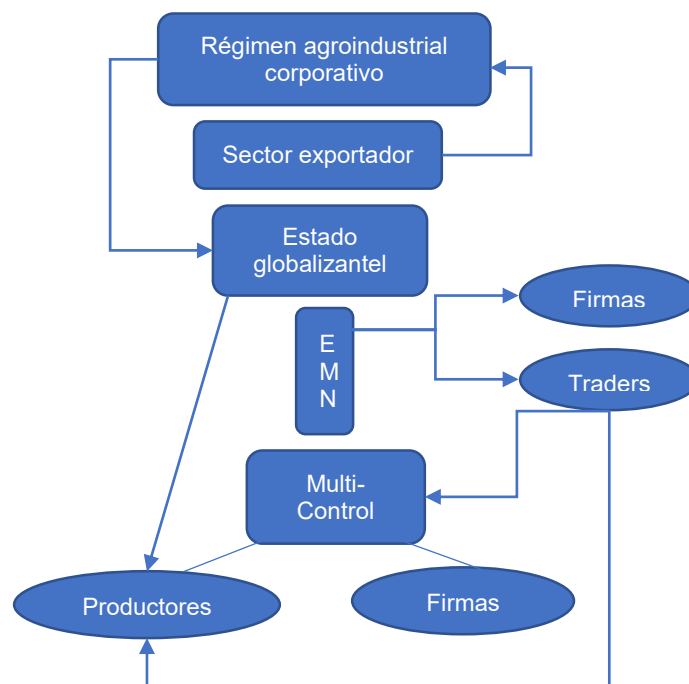 Régimen agroindustrial
corporativo
Sector exportador
Estado
globalizantel
Firmas
E
M
N
Traders
Multi-
Control
Productores
Firmas